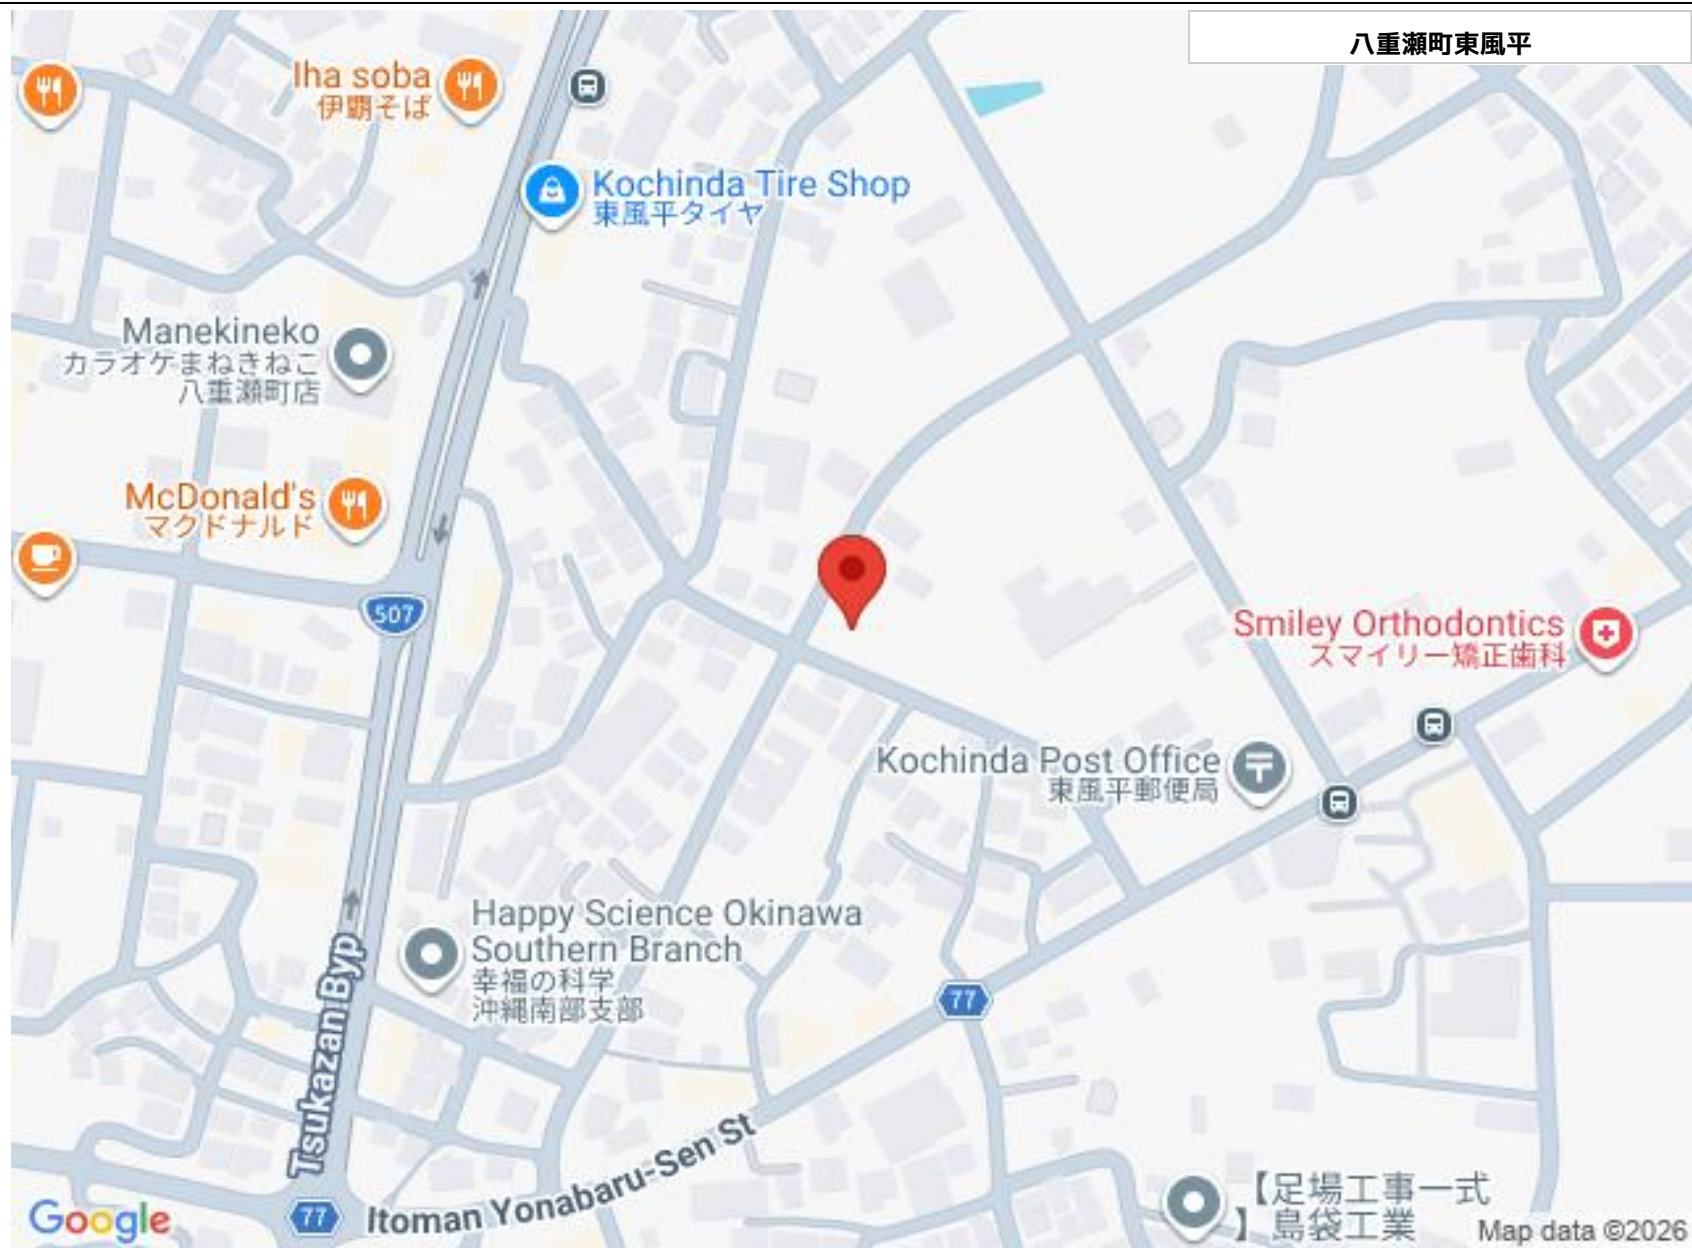 八重瀬町東風平
Iha soba
伊覇そば
Kochinda Tire Shop
東風平タイヤ
Manekineko
カラオケまねきねこ
八重瀬町店
McDonald's
マクドナルド
507
Smiley Orthodontics
スマイリー矯正歯科
Kochinda Post Office
東風平郵便局
Happy Science Okinawa
Southern Branch
幸福の科学
沖縄南部支部
77
Tsukazan Byp
Itoman Yonabaru-Sen St
77
【足場工事一式
】島袋工業
Google
Map data ©2026